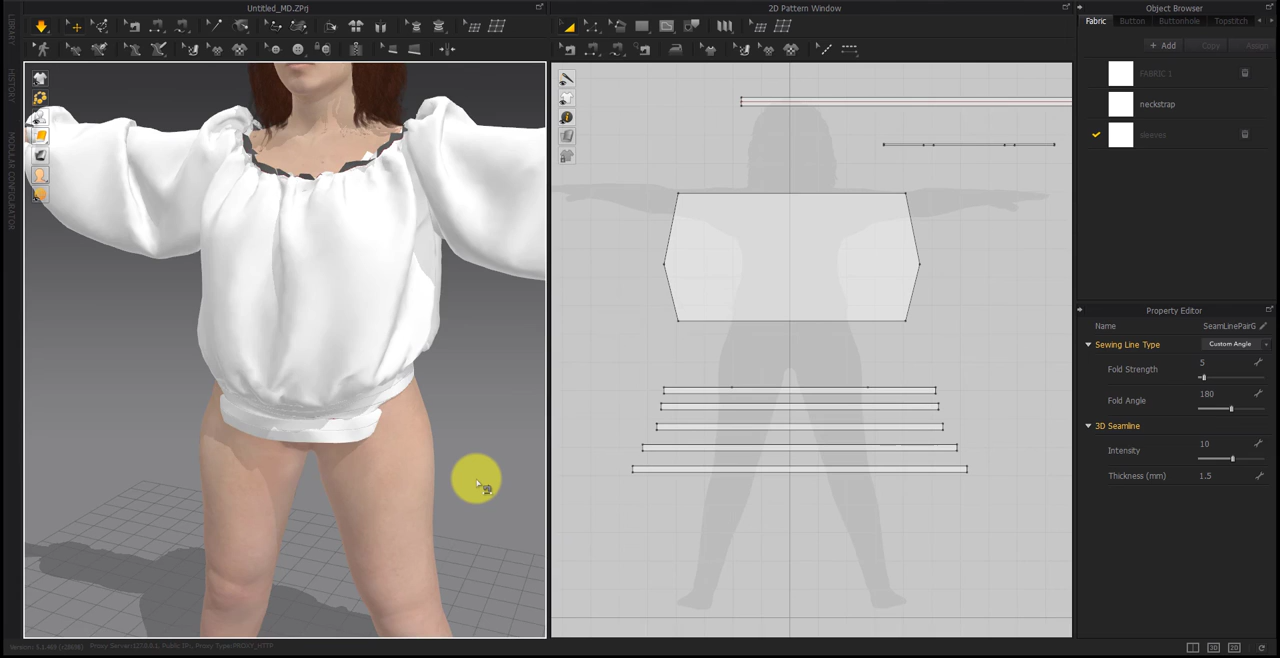 Untitled_MD.ZPrj
2D Pattern Window
Object Browser
LIBRARY
HISTORY
MODULAR CONFIGURATOR
Fabric
Button
Buttonhole
Topstitch
+ Add
Copy
Assign
FABRIC 1
neckstrap
sleeves
Property Editor
Name
SeamLinePairG
Sewing Line Type
Custom Angle
Fold Strength
5
Fold Angle
180
3D Seamline
Intensity
10
Thickness (mm)
1.5
3D
2D